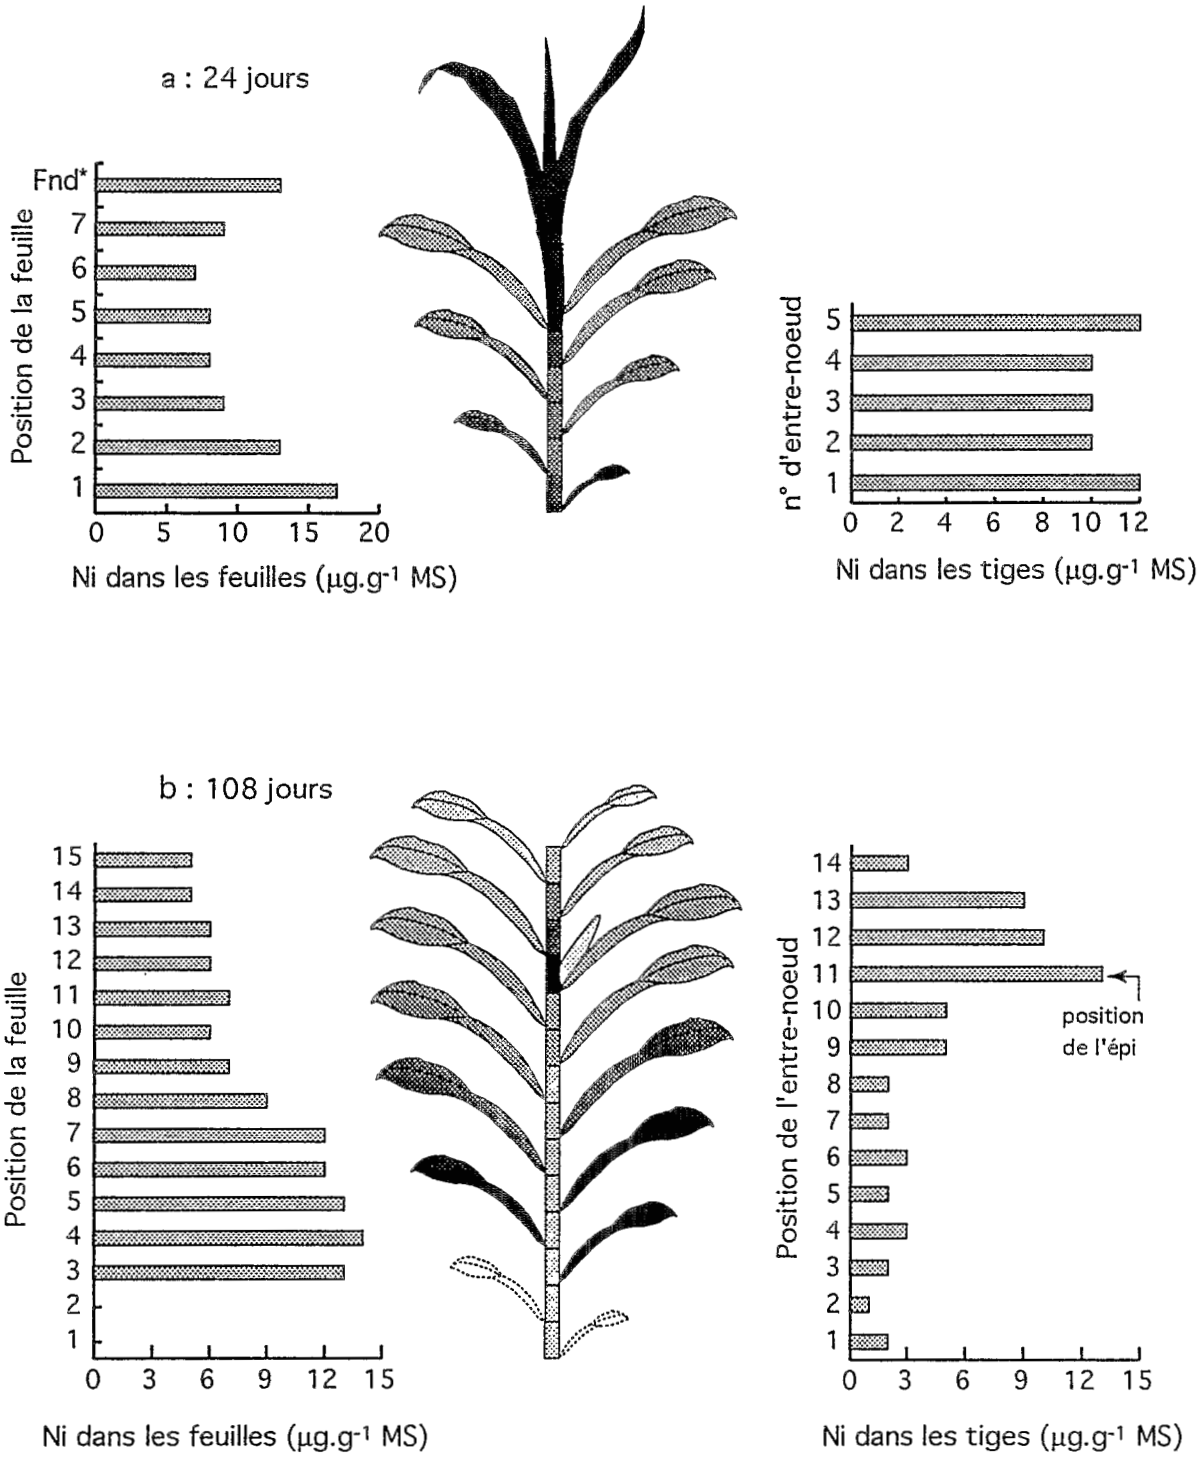 a : 24 jours
Position de la feuille
Fnd*
7
6
5
4
3
2
1
0 5 10 15 20
Ni dans les feuilles (µg.g-1 MS)
n° d'entre-noeud
5
4
3
2
1
0 2 4 6 8 10 12
Ni dans les tiges (µg.g-1 MS)
b : 108 jours
Position de la feuille
15
14
13
12
11
10
9
8
7
6
5
4
3
2
1
0 3 6 9 12 15
Ni dans les feuilles (µg.g-1 MS)
Position de l'entre-noeud
14
13
12
11
10
9
8
7
6
5
4
3
2
1
position
de l'épi
0 3 6 9 12 15
Ni dans les tiges (µg.g-1 MS)